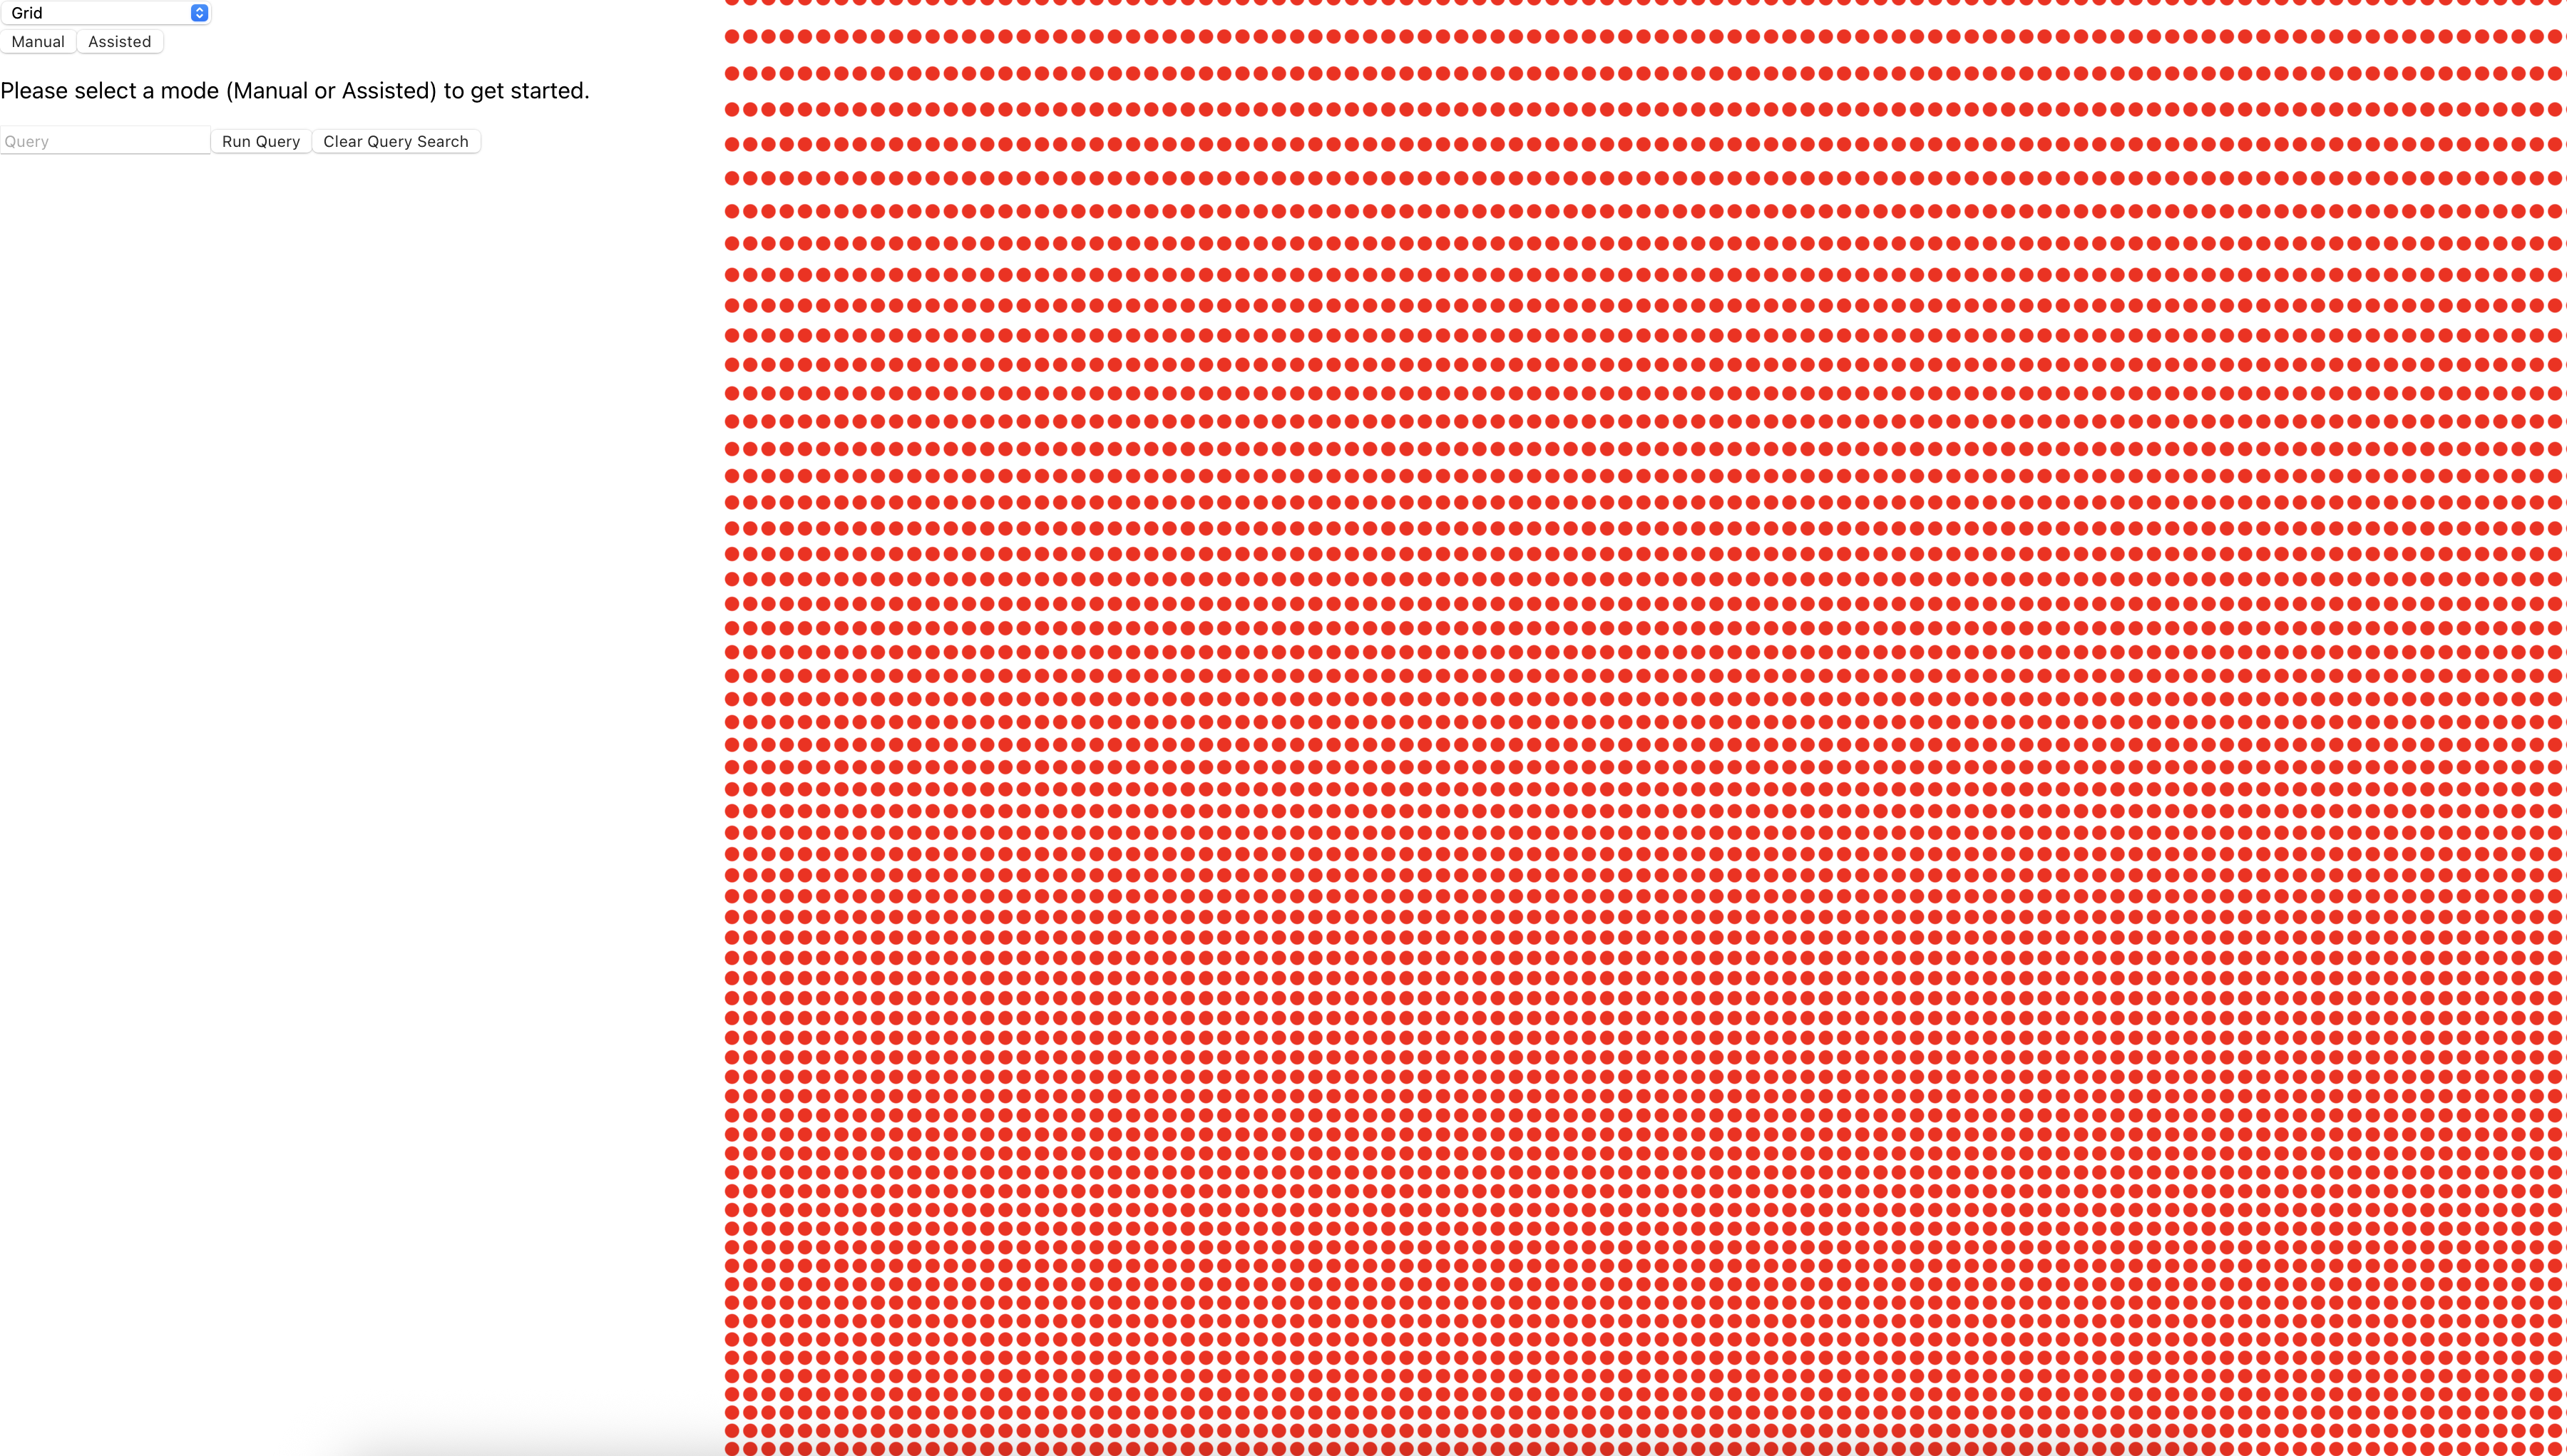 Grid
Manual Assisted
Please select a mode (Manual or Assisted) to get started.
Query Run Query Clear Query Search